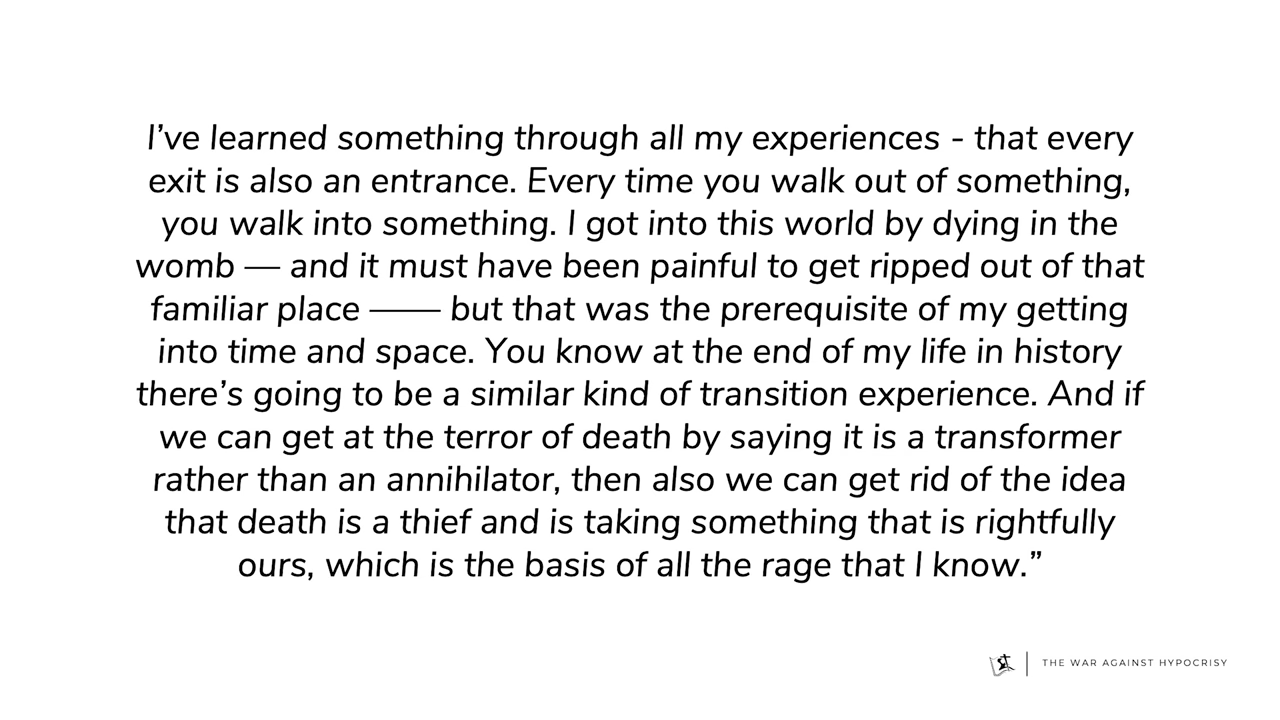 I’ve learned something through all my experiences - that every
exit is also an entrance. Every time you walk out of something,
you walk into something. I got into this world by dying in the
womb — and it must have been painful to get ripped out of that
familiar place —— but that was the prerequisite of my getting
into time and space. You know at the end of my life in history
there’s going to be a similar kind of transition experience. And if
we can get at the terror of death by saying it is a transformer
rather than an annihilator, then also we can get rid of the idea
that death is a thief and is taking something that is rightfully
ours, which is the basis of all the rage that I know.”
THE WAR AGAINST HYPOCRISY